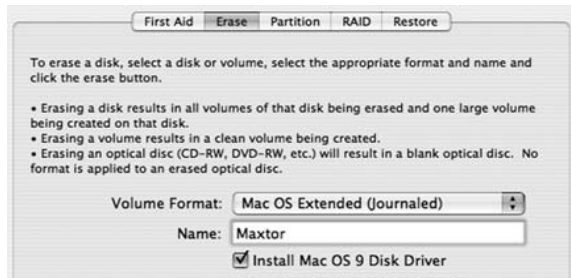 First Aid Erase Partition RAID Restore
To erase a disk, select a disk or volume, select the appropriate format and name and
click the erase button.
• Erasing a disk results in all volumes of that disk being erased and one large volume
being created on that disk.
• Erasing a volume results in a clean volume being created.
• Erasing an optical disc (CD-RW, DVD-RW, etc.) will result in a blank optical disc. No
format is applied to an erased optical disc.
Volume Format: Mac OS Extended (Journaled)
Name: Maxtor
Install Mac OS 9 Disk Driver